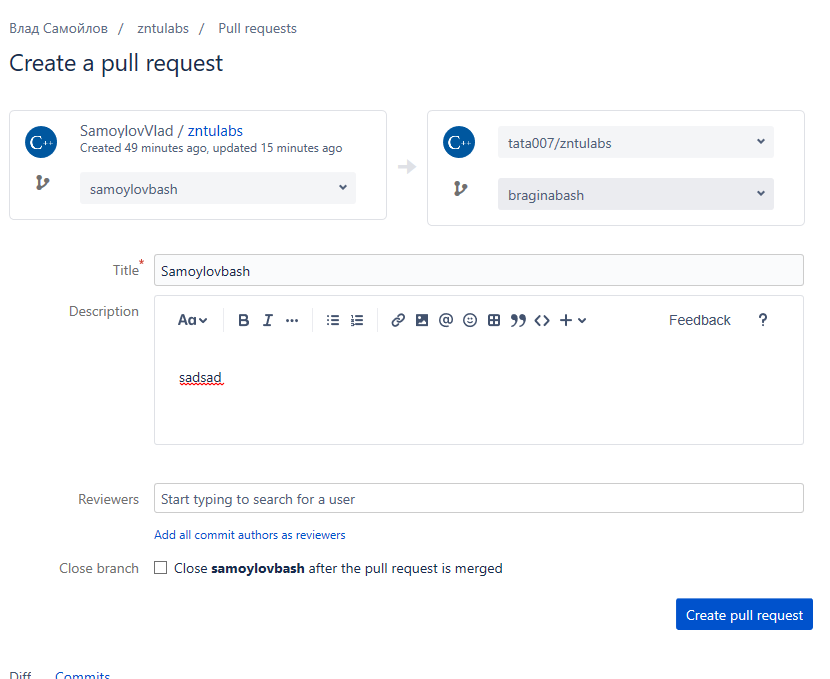 Влад Самойлов / zntulabs / Pull requests
Create a pull request
SamoylovVlad / zntulabs
Created 49 minutes ago, updated 15 minutes ago
samoylovbash
C++
tata007/zntulabs
braginabash
C++
Title* Samoylovbash
Description
Aa B I ... @ Feedback ?
sadsad
Reviewers Start typing to search for a user
Add all commit authors as reviewers
Close branch Close samoylovbash after the pull request is merged
Create pull request
Diff Commits